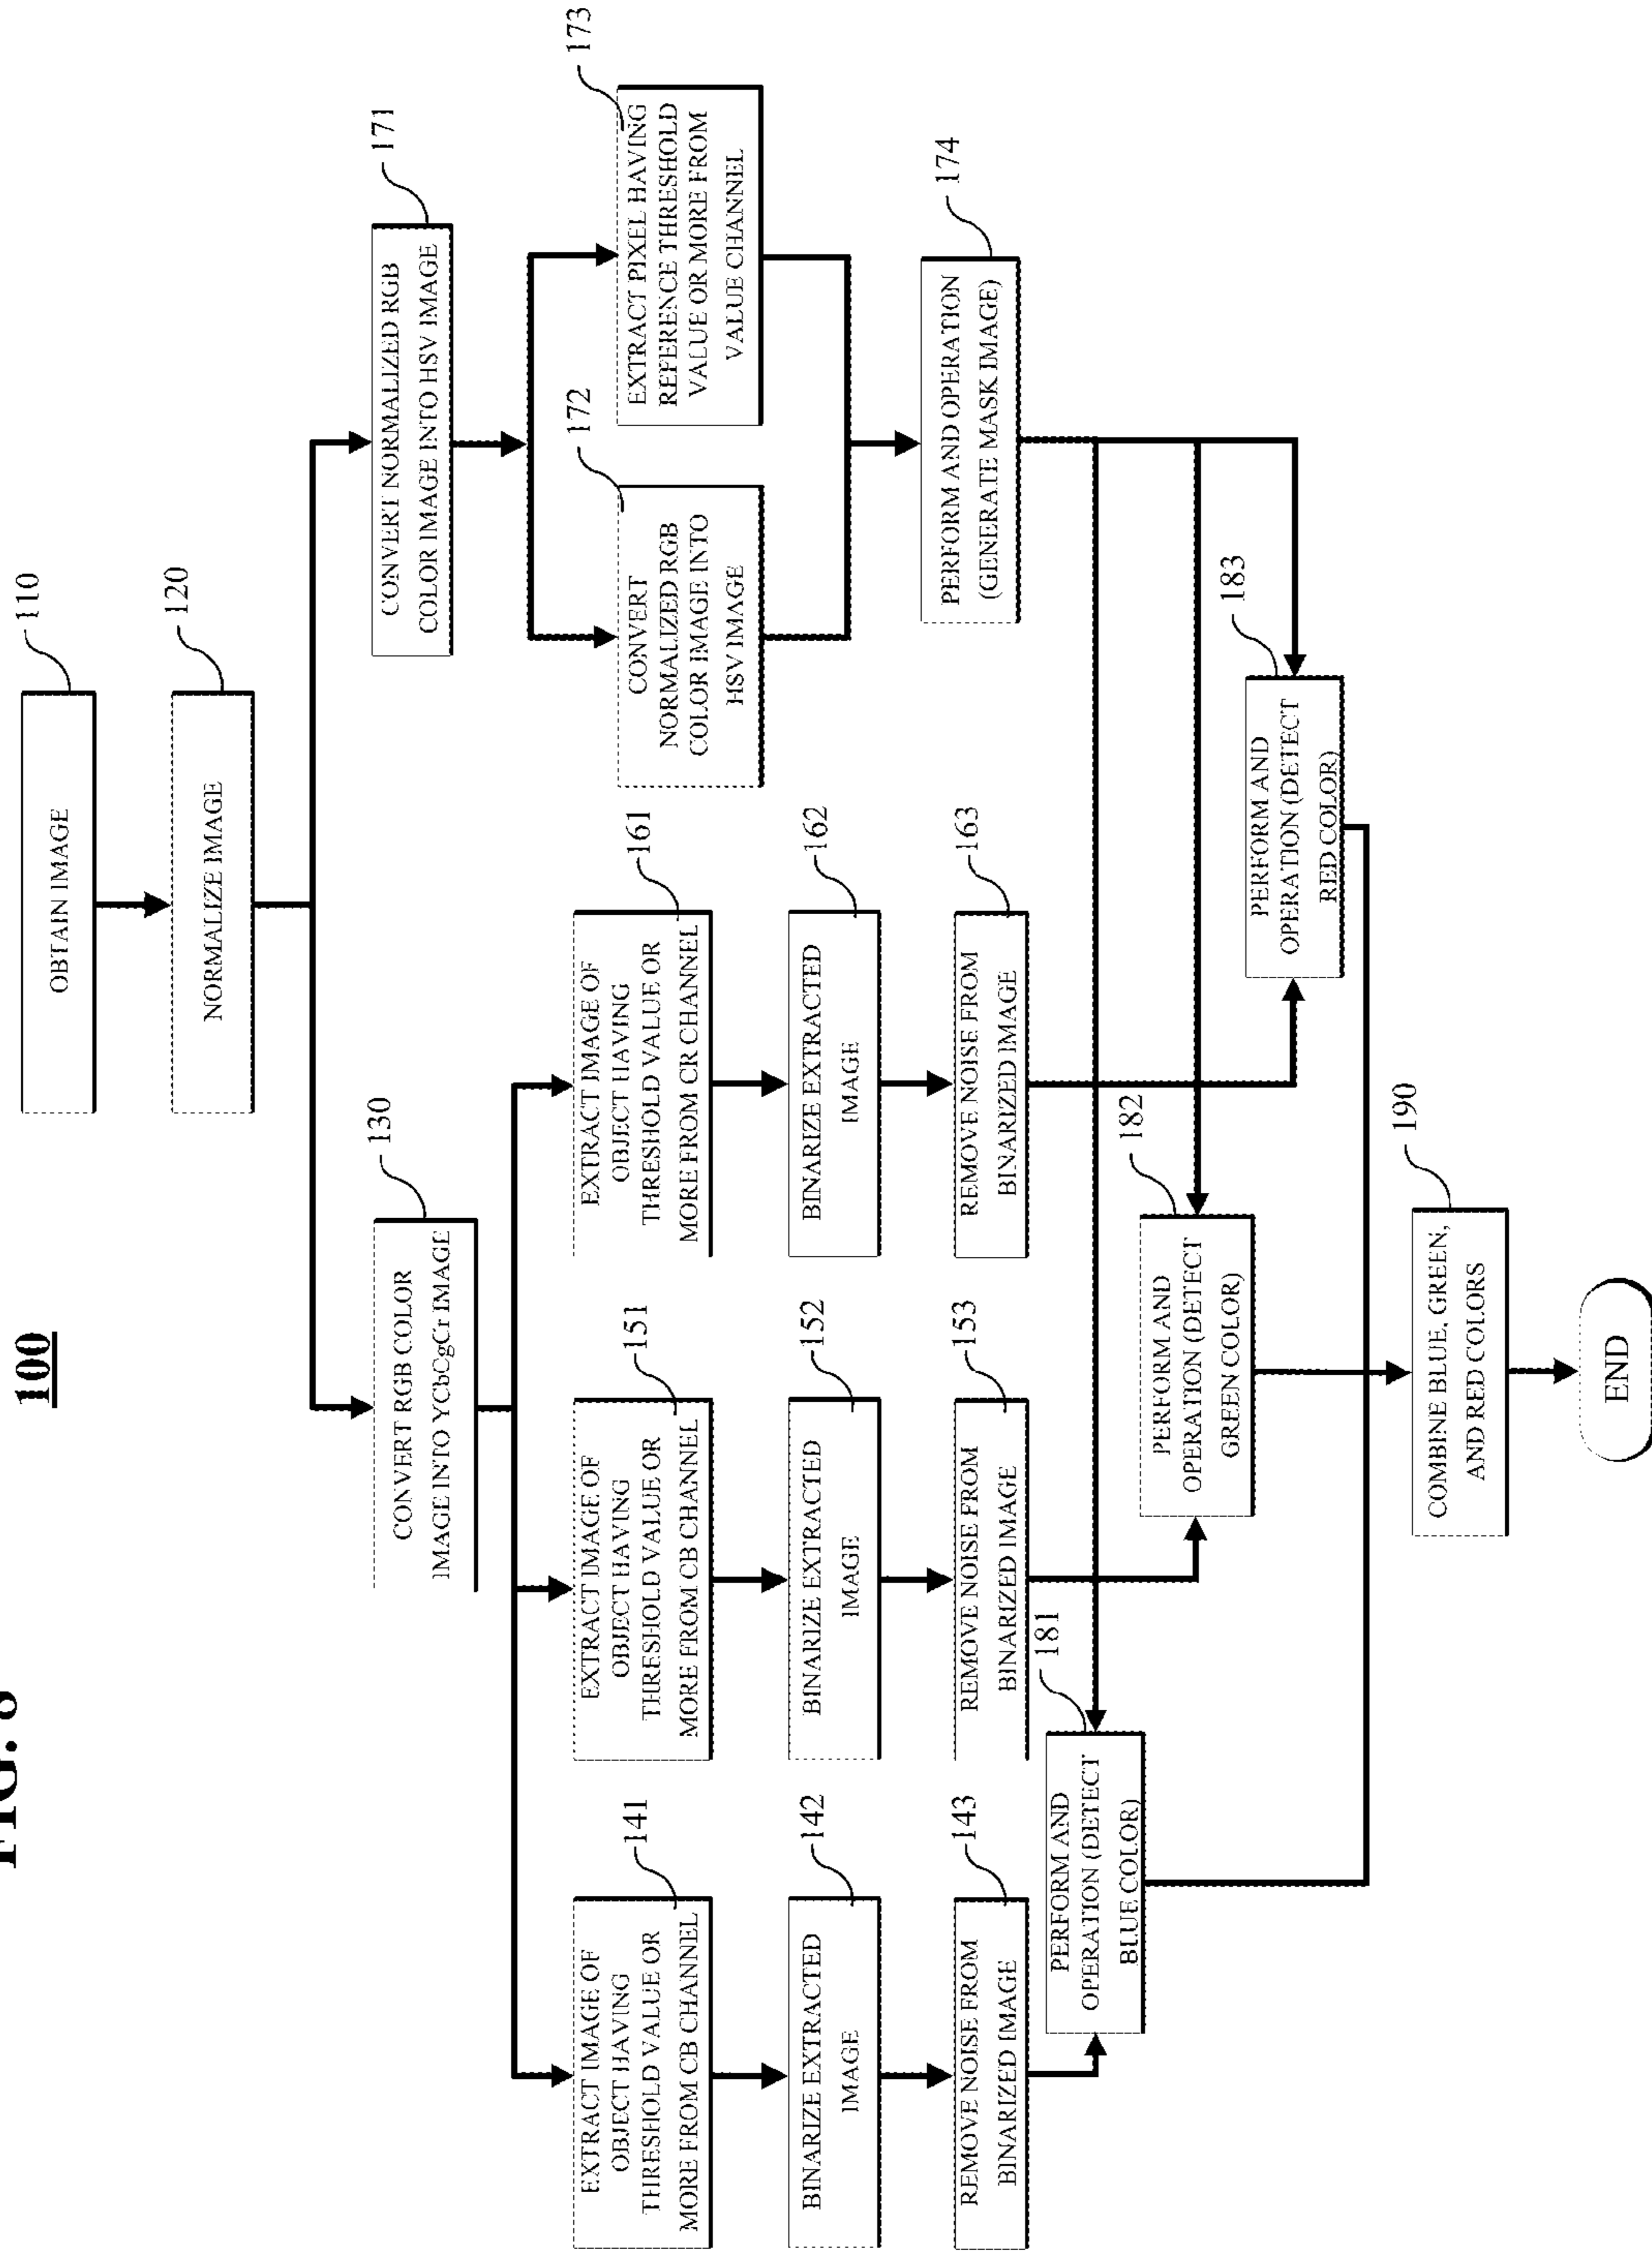 FIG. 8
100
OBTAIN IMAGE
110
NORMALIZE IMAGE
120
CONVERT RGB COLOR
IMAGE INTO YCbCgCr IMAGE
130
CONVERT NORMALIZED RGB
COLOR IMAGE INTO HSV IMAGE
171
EXTRACT IMAGE OF
OBJECT HAVING
THRESHOLD VALUE OR
MORE FROM CB CHANNEL
141
EXTRACT IMAGE OF
OBJECT HAVING
THRESHOLD VALUE OR
MORE FROM CB CHANNEL
151
EXTRACT IMAGE OF
OBJECT HAVING
THRESHOLD VALUE OR
MORE FROM CR CHANNEL
161
CONVERT
NORMALIZED RGB
COLOR IMAGE INTO
HSV IMAGE
172
EXTRACT PIXEL HAVING
REFERENCE THRESHOLD
VALUE OR MORE FROM
VALUE CHANNEL
173
BINARIZE EXTRACTED
IMAGE
142
BINARIZE EXTRACTED
IMAGE
152
BINARIZE EXTRACTED
IMAGE
162
REMOVE NOISE FROM
BINARIZED IMAGE
143
REMOVE NOISE FROM
BINARIZED IMAGE
153
REMOVE NOISE FROM
BINARIZED IMAGE
163
PERFORM AND OPERATION
(GENERATE MASK IMAGE)
174
PERFORM AND
OPERATION (DETECT
BLUE COLOR)
181
PERFORM AND
OPERATION (DETECT
GREEN COLOR)
182
PERFORM AND
OPERATION (DETECT
RED COLOR)
183
COMBINE BLUE, GREEN,
AND RED COLORS
190
END